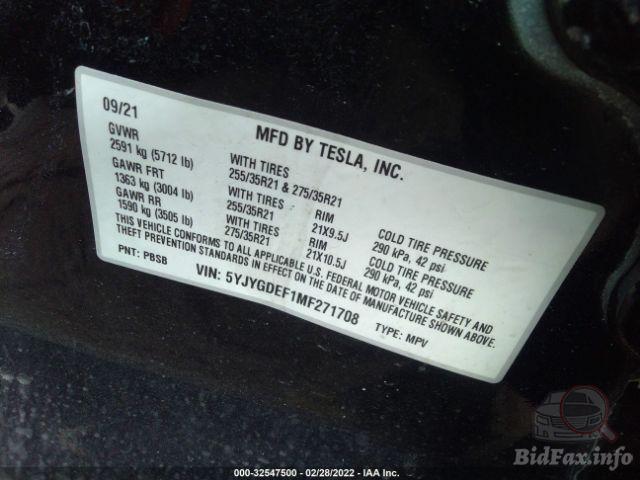 09/21
MFD BY TESLA, INC.
GVWR
2591 kg (5712 lb)
WITH TIRES
255/35R21 & 275/35R21
GAWR FRT
1363 kg (3004 lb)
WITH TIRES
255/35R21
RIM
21X9.5J
COLD TIRE PRESSURE
290 kPa, 42 psi
GAWR RR
1590 kg (3505 lb)
WITH TIRES
275/35R21
RIM
21X10.5J
COLD TIRE PRESSURE
290 kPa, 42 psi
THIS VEHICLE CONFORMS TO ALL APPLICABLE U.S. FEDERAL MOTOR VEHICLE SAFETY AND
THEFT PREVENTION STANDARDS IN EFFECT ON THE DATE OF MANUFACTURE SHOWN ABOVE.
PNT: PBSB
VIN: 5YJYGDEF1MF271708
TYPE: MPV
000-32547500 - 02/28/2022 - IAA Inc.
BidFax.info